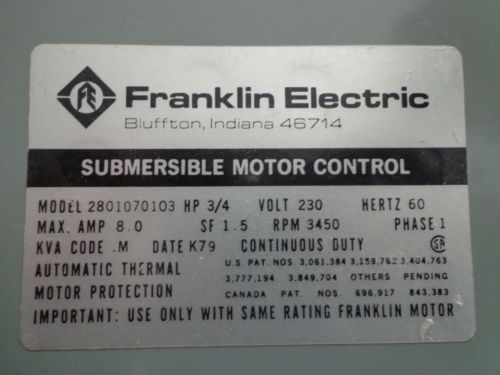 FE
Franklin Electric
Bluffton, Indiana 46714
SUBMERSIBLE MOTOR CONTROL
MODEL 2801070103 HP 3/4 VOLT 230 HERTZ 60
MAX. AMP 8.0 SF 1.5 RPM 3450 PHASE 1
KVA CODE .M DATE K79 CONTINUOUS DUTY SA
AUTOMATIC THERMAL U.S. PAT. NOS. 3,061,384 3,159,762 3,404,763
3,777,194 3,849,704 OTHERS PENDING
MOTOR PROTECTION CANADA PAT. NOS. 696,917 843,383
IMPORTANT: USE ONLY WITH SAME RATING FRANKLIN MOTOR